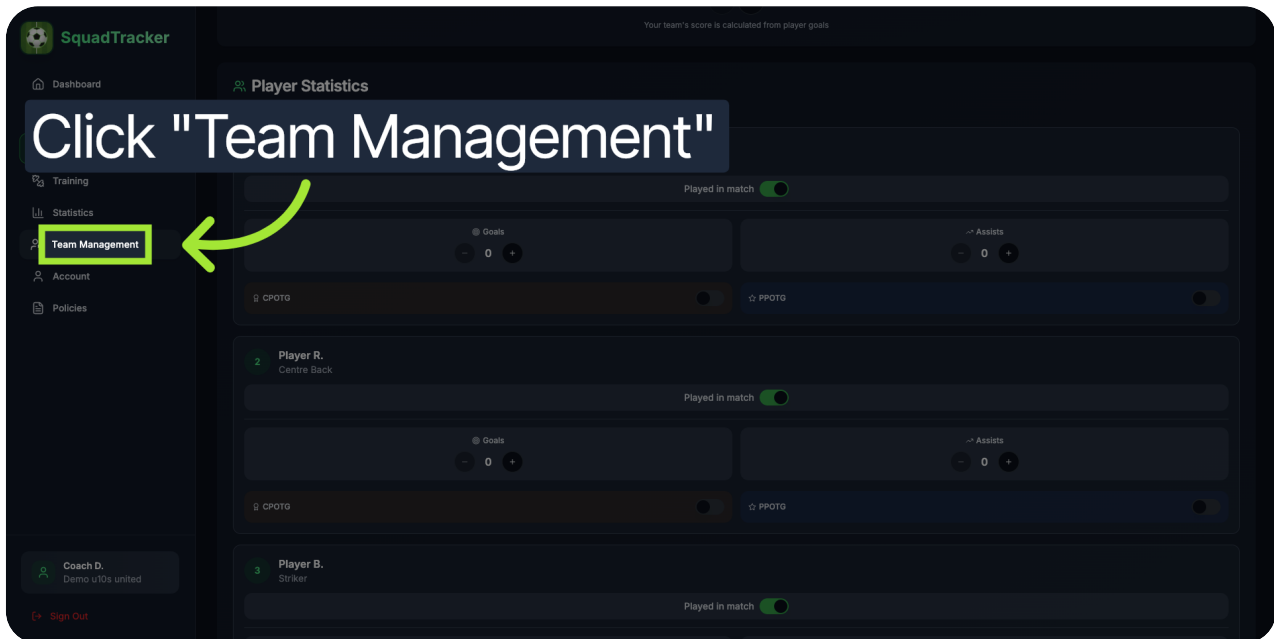 SquadTracker
Dashboard
Click "Team Management"
Training
Statistics
Team Management
Account
Policies
Coach D.
Demo u10s united
Sign Out
Your team's score is calculated from player goals
Player Statistics
Played in match
Goals
Assists
− 0 +
− 0 +
CPOTG
PPOTG
2
Player R.
Centre Back
Played in match
Goals
Assists
− 0 +
− 0 +
CPOTG
PPOTG
3
Player B.
Striker
Played in match